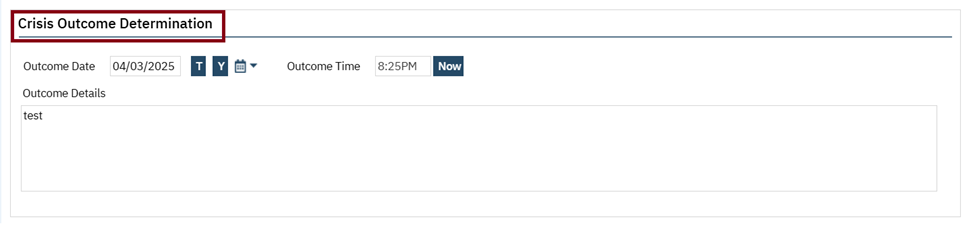 Crisis Outcome Determination
Outcome Date 04/03/2025 T Y Outcome Time 8:25PM Now
Outcome Details
test